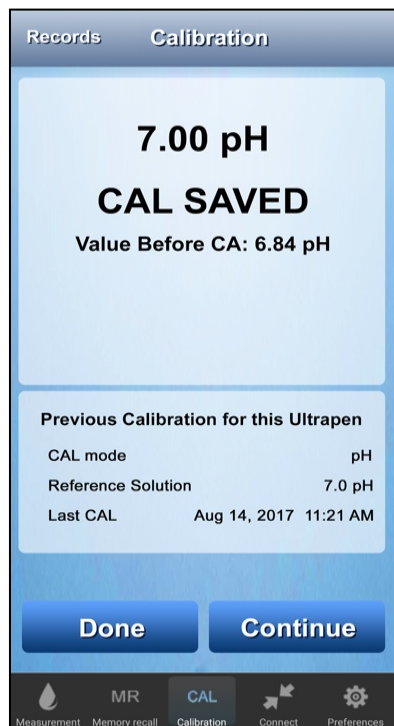 Records Calibration
7.00 pH
CAL SAVED
Value Before CA: 6.84 pH
Previous Calibration for this Ultrapen
CAL mode pH
Reference Solution 7.0 pH
Last CAL Aug 14, 2017 11:21 AM
Done Continue
MR CAL
Measurement Memory recall Calibration Connect Preferences